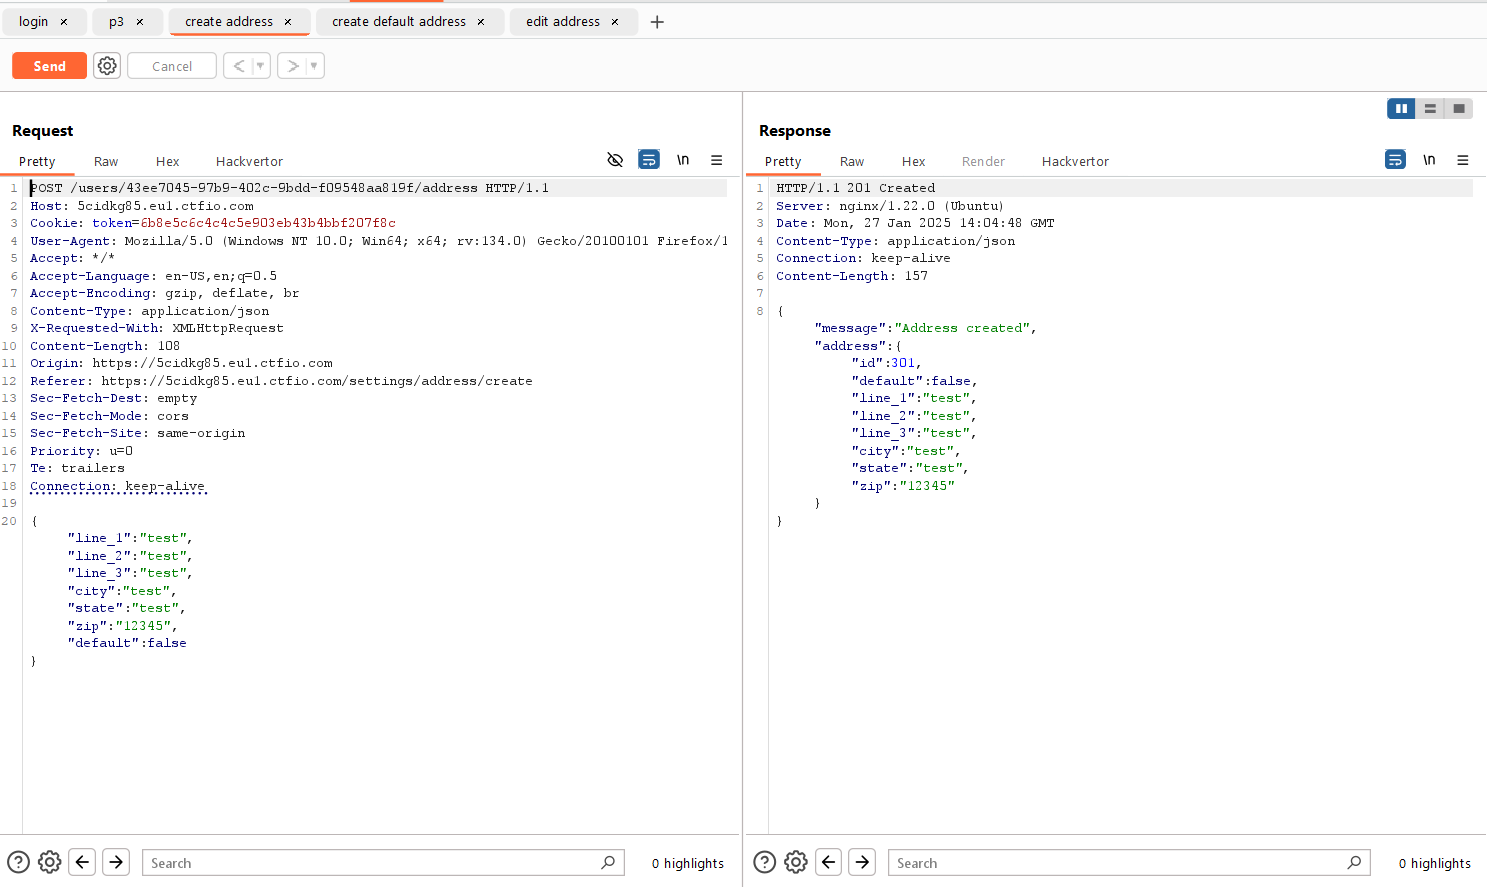 login × p3 × create address × create default address × edit address × +
Send Cancel < >
Request
Pretty Raw Hex Hackvertor \n
1 POST /users/43ee7045-97b9-402c-9bdd-f09548aa819f/address HTTP/1.1
2 Host: 5cidkg85.eu1.ctfio.com
3 Cookie: token=6b8e5c6c4c4c5e903eb43b4bbf207f8c
4 User-Agent: Mozilla/5.0 (Windows NT 10.0; Win64; x64; rv:134.0) Gecko/20100101 Firefox/1
5 Accept: */*
6 Accept-Language: en-US,en;q=0.5
7 Accept-Encoding: gzip, deflate, br
8 Content-Type: application/json
9 X-Requested-With: XMLHttpRequest
10 Content-Length: 108
11 Origin: https://5cidkg85.eu1.ctfio.com
12 Referer: https://5cidkg85.eu1.ctfio.com/settings/address/create
13 Sec-Fetch-Dest: empty
14 Sec-Fetch-Mode: cors
15 Sec-Fetch-Site: same-origin
16 Priority: u=0
17 Te: trailers
18 Connection: keep-alive
19
20 {
"line_1":"test",
"line_2":"test",
"line_3":"test",
"city":"test",
"state":"test",
"zip":"12345",
"default":false
}
Search 0 highlights
Response
Pretty Raw Hex Render Hackvertor \n
1 HTTP/1.1 201 Created
2 Server: nginx/1.22.0 (Ubuntu)
3 Date: Mon, 27 Jan 2025 14:04:48 GMT
4 Content-Type: application/json
5 Connection: keep-alive
6 Content-Length: 157
7
8 {
"message":"Address created",
"address":{
"id":301,
"default":false,
"line_1":"test",
"line_2":"test",
"line_3":"test",
"city":"test",
"state":"test",
"zip":"12345"
}
}
Search 0 highlights